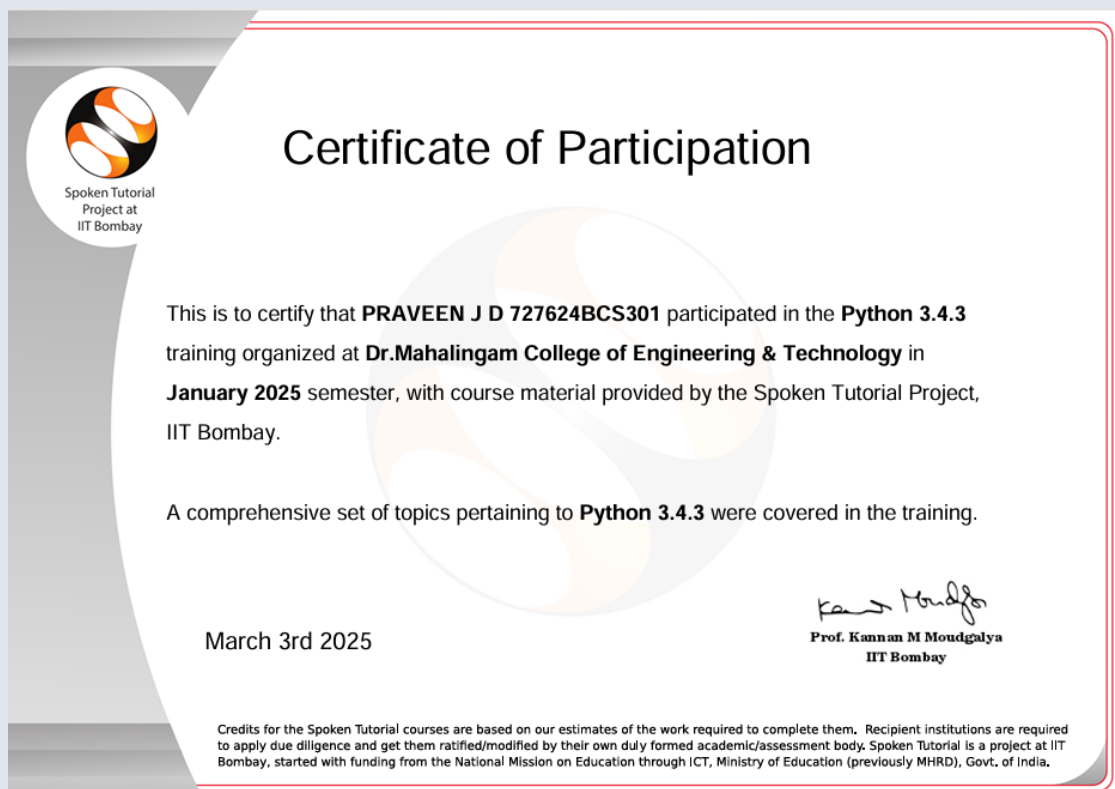 Spoken Tutorial
Project at
IIT Bombay
Certificate of Participation
This is to certify that PRAVEEN J D 727624BCS301 participated in the Python 3.4.3
training organized at Dr.Mahalingam College of Engineering & Technology in
January 2025 semester, with course material provided by the Spoken Tutorial Project,
IIT Bombay.
A comprehensive set of topics pertaining to Python 3.4.3 were covered in the training.
March 3rd 2025
Prof. Kannan M Moudgalya
IIT Bombay
Credits for the Spoken Tutorial courses are based on our estimates of the work required to complete them. Recipient institutions are required
to apply due diligence and get them ratified/modified by their own duly formed academic/assessment body. Spoken Tutorial is a project at IIT
Bombay, started with funding from the National Mission on Education through ICT, Ministry of Education (previously MHRD), Govt. of India.